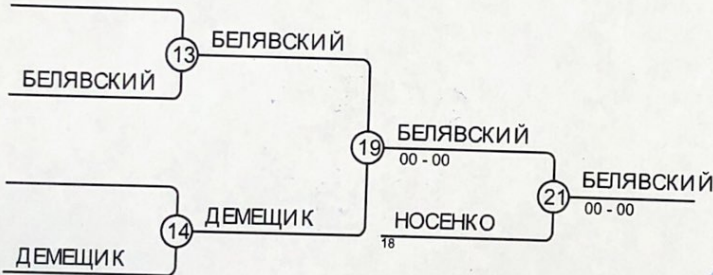 13
БЕЛЯВСКИЙ
БЕЛЯВСКИЙ
19
БЕЛЯВСКИЙ
00 - 00
21
БЕЛЯВСКИЙ
00 - 00
14
ДЕМЕЩИК
НОСЕНКО
18
ДЕМЕЩИК